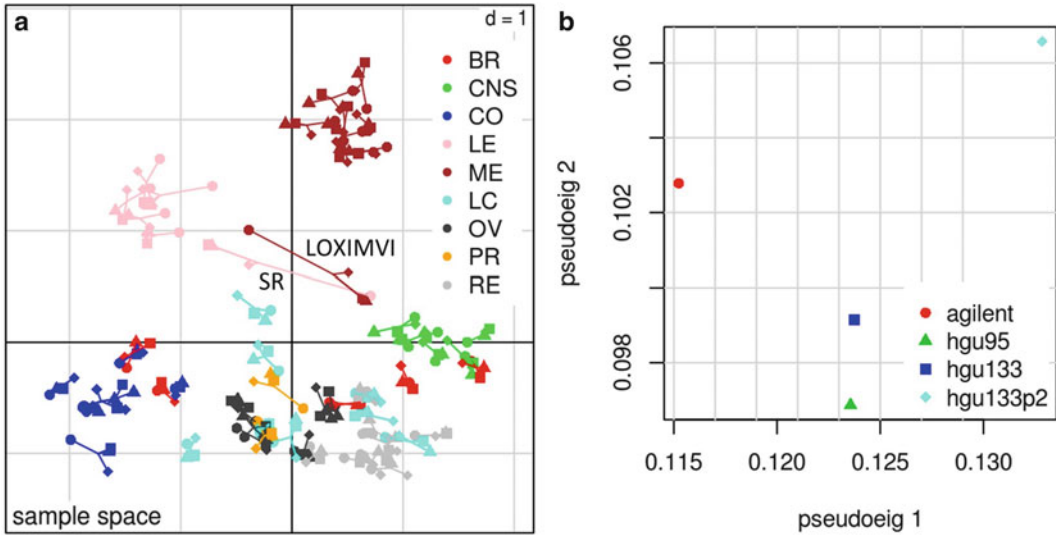 a
d = 1
BR
CNS
CO
LE
ME
LC
OV
PR
RE
LOXIMVI
SR
sample space
b
pseudoeig 2
0.106
0.102
0.098
agilent
hgu95
hgu133
hgu133p2
0.115 0.120 0.125 0.130
pseudoeig 1